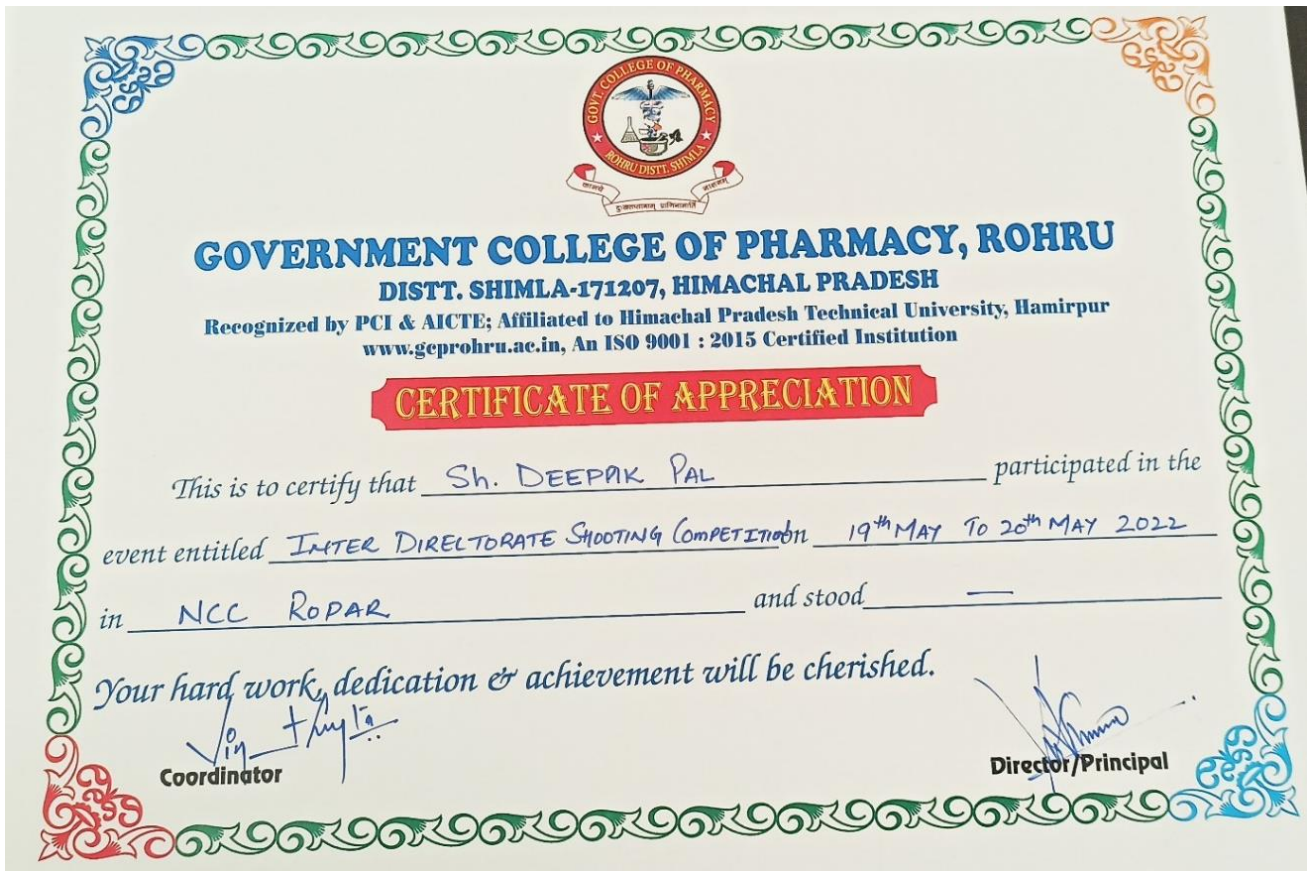 GOVT. COLLEGE OF PHARMACY
ROHRU DISTT. SHIMLA
कामये दुःखतप्तानाम् प्राणिनामार्ति नाशनम्
GOVERNMENT COLLEGE OF PHARMACY, ROHRU
DISTT. SHIMLA-171207, HIMACHAL PRADESH
Recognized by PCI & AICTE; Affiliated to Himachal Pradesh Technical University, Hamirpur
www.gcprohru.ac.in, An ISO 9001 : 2015 Certified Institution
CERTIFICATE OF APPRECIATION
This is to certify that Sh. DEEPAK PAL participated in the
event entitled INTER DIRECTORATE SHOOTING COMPETITION on 19th MAY TO 20th MAY 2022
in NCC ROPAR and stood —
Your hard work, dedication & achievement will be cherished.
Coordinator
Director/Principal